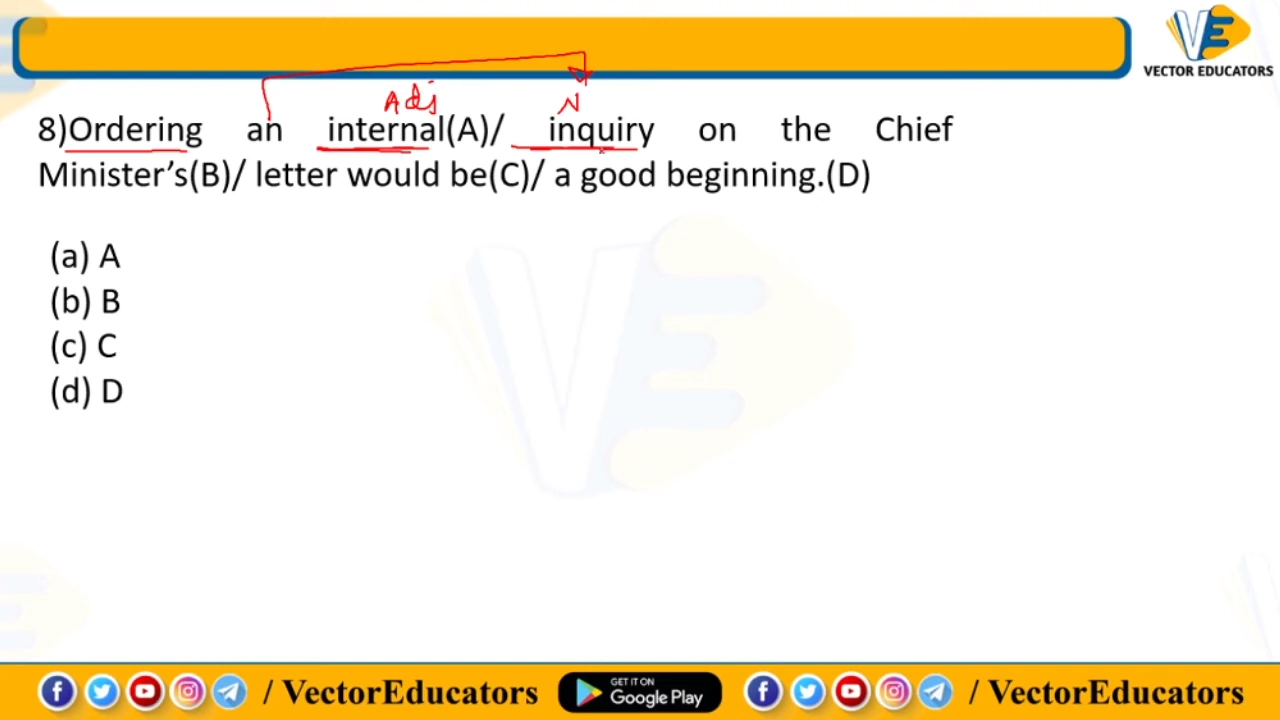 VECTOR EDUCATORS
Adj N
8)Ordering an internal(A)/ inquiry on the Chief
Minister’s(B)/ letter would be(C)/ a good beginning.(D)
(a) A
(b) B
(c) C
(d) D
/ VectorEducators GET IT ON Google Play / VectorEducators